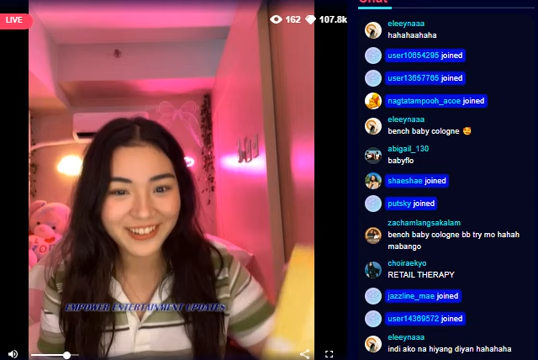 LIVE
162
107.8k
Chat
eleeynaaa
hahahaahaha
user10654295 joined
user13657765 joined
nagtatampooh_acoe joined
eleeynaaa
bench baby cologne 🤩
abigail_130
babyflo
shaeshae joined
putsky joined
zachamlangsakalam
bench baby cologne bb try mo hahah
mabango
choiraekyo
RETAIL THERAPY
jazzline_mae joined
user14369572 joined
eleeynaaa
indi ako na hiyang diyan hahahaha
EMPOWER ENTERTAINMENT UPDATES